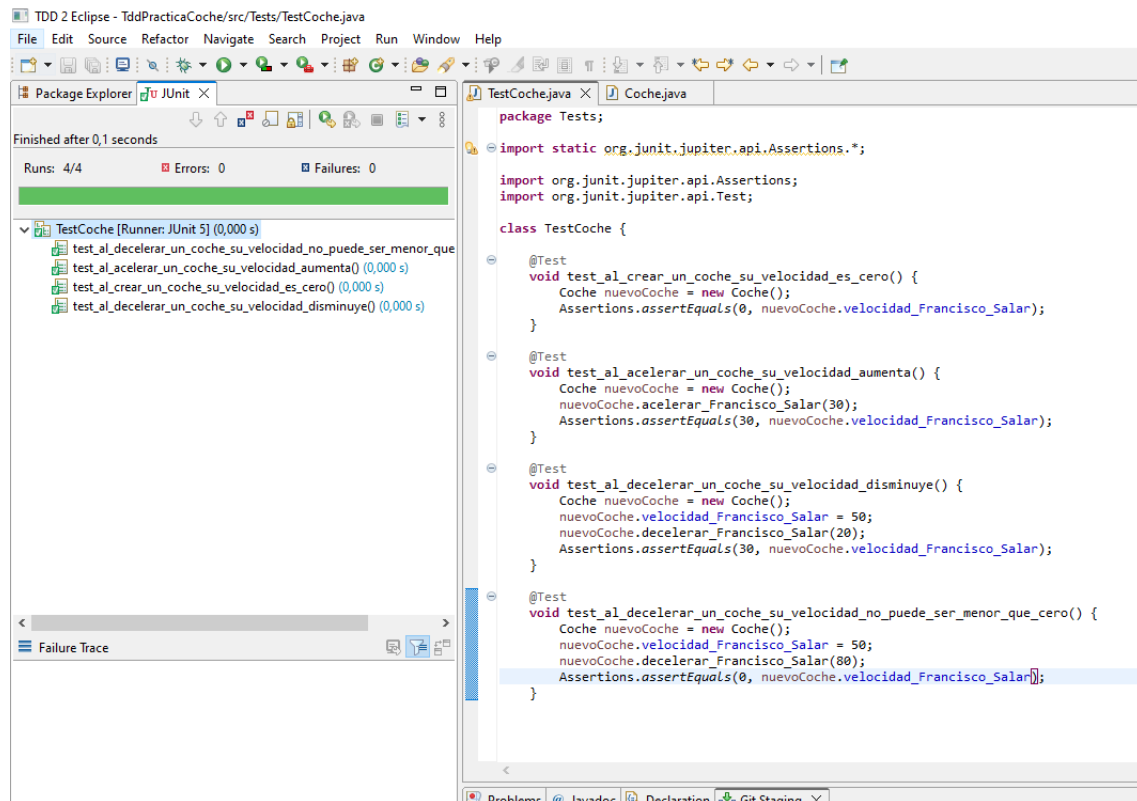 TDD 2 Eclipse - TddPracticaCoche/src/Tests/TestCoche.java
File Edit Source Refactor Navigate Search Project Run Window Help
Package Explorer JUnit
Finished after 0,1 seconds
Runs: 4/4 Errors: 0 Failures: 0
TestCoche [Runner: JUnit 5] (0,000 s)
test_al_decelerar_un_coche_su_velocidad_no_puede_ser_menor_que
test_al_acelerar_un_coche_su_velocidad_aumenta() (0,000 s)
test_al_crear_un_coche_su_velocidad_es_cero() (0,000 s)
test_al_decelerar_un_coche_su_velocidad_disminuye() (0,000 s)
Failure Trace
TestCoche.java Coche.java
package Tests;
import static org.junit.jupiter.api.Assertions.*;
import org.junit.jupiter.api.Assertions;
import org.junit.jupiter.api.Test;
class TestCoche {
@Test
void test_al_crear_un_coche_su_velocidad_es_cero() {
Coche nuevoCoche = new Coche();
Assertions.assertEquals(0, nuevoCoche.velocidad_Francisco_Salar);
}
@Test
void test_al_acelerar_un_coche_su_velocidad_aumenta() {
Coche nuevoCoche = new Coche();
nuevoCoche.acelerar_Francisco_Salar(30);
Assertions.assertEquals(30, nuevoCoche.velocidad_Francisco_Salar);
}
@Test
void test_al_decelerar_un_coche_su_velocidad_disminuye() {
Coche nuevoCoche = new Coche();
nuevoCoche.velocidad_Francisco_Salar = 50;
nuevoCoche.decelerar_Francisco_Salar(20);
Assertions.assertEquals(30, nuevoCoche.velocidad_Francisco_Salar);
}
@Test
void test_al_decelerar_un_coche_su_velocidad_no_puede_ser_menor_que_cero() {
Coche nuevoCoche = new Coche();
nuevoCoche.velocidad_Francisco_Salar = 50;
nuevoCoche.decelerar_Francisco_Salar(80);
Assertions.assertEquals(0, nuevoCoche.velocidad_Francisco_Salar);
}
Problems @ Javadoc Declaration Git Staging